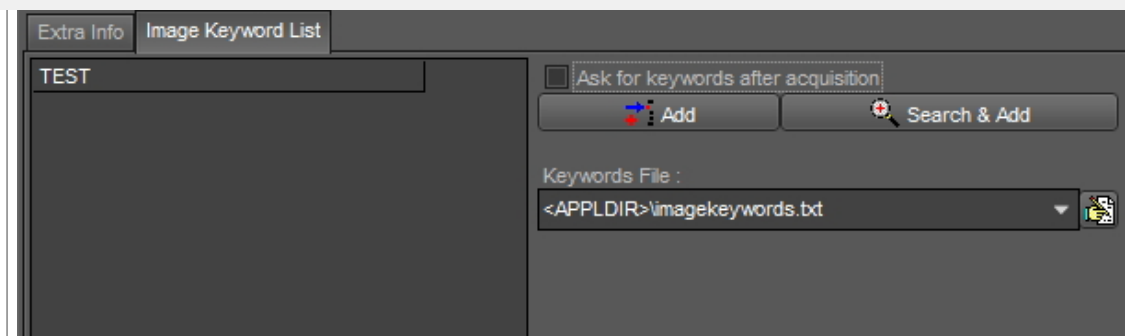 Extra Info Image Keyword List
TEST
Ask for keywords after acquisition
Add Search & Add
Keywords File :
<APPLDIR>\imagekeywords.txt